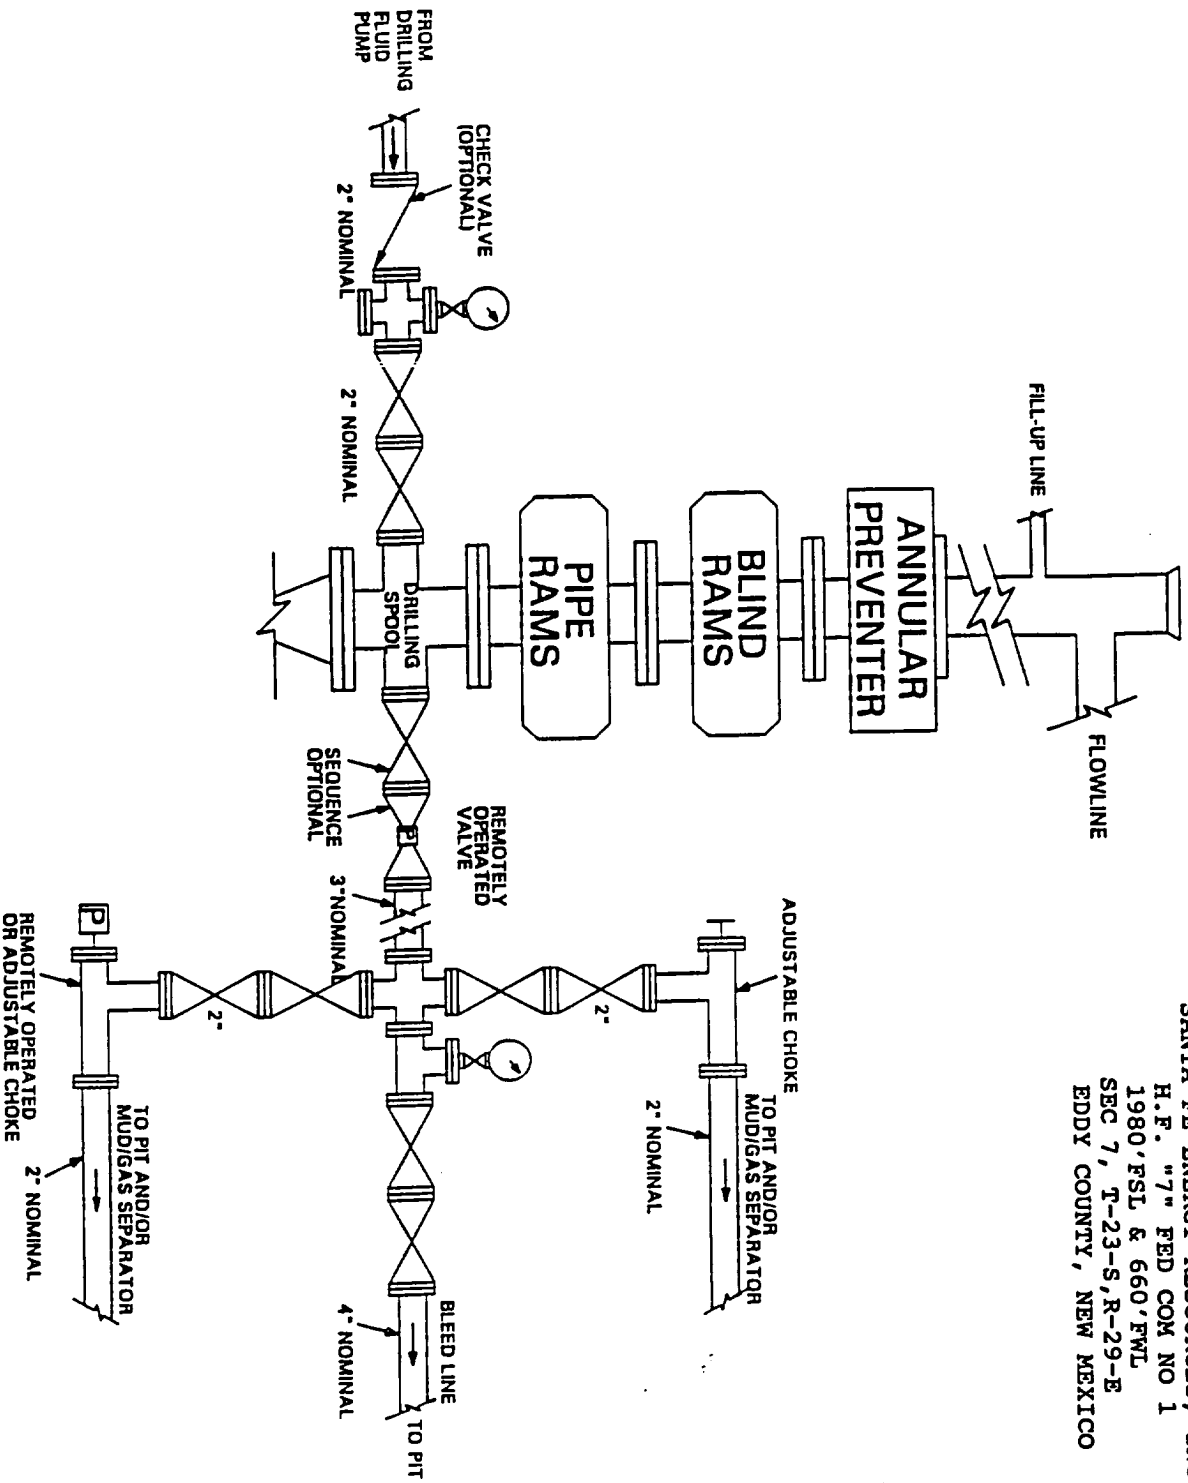 H.F. "7" FED COM NO 1
1980'FSL & 660'FWL
SEC 7, T-23-S,R-29-E
EDDY COUNTY, NEW MEXICO
FILL-UP LINE
FLOWLINE
ANNULAR
PREVENTER
BLIND
RAMS
PIPE
RAMS
DRILLING
SPOOL
FROM
DRILLING
FLUID
PUMP
CHECK VALVE
(OPTIONAL)
2" NOMINAL
2" NOMINAL
SEQUENCE
OPTIONAL
REMOTELY
OPERATED
VALVE
P
3"NOMINAL
ADJUSTABLE CHOKE
2"
TO PIT AND/OR
MUD/GAS SEPARATOR
2" NOMINAL
BLEED LINE
TO PIT
4" NOMINAL
2"
P
REMOTELY OPERATED
OR ADJUSTABLE CHOKE
TO PIT AND/OR
MUD/GAS SEPARATOR
2" NOMINAL